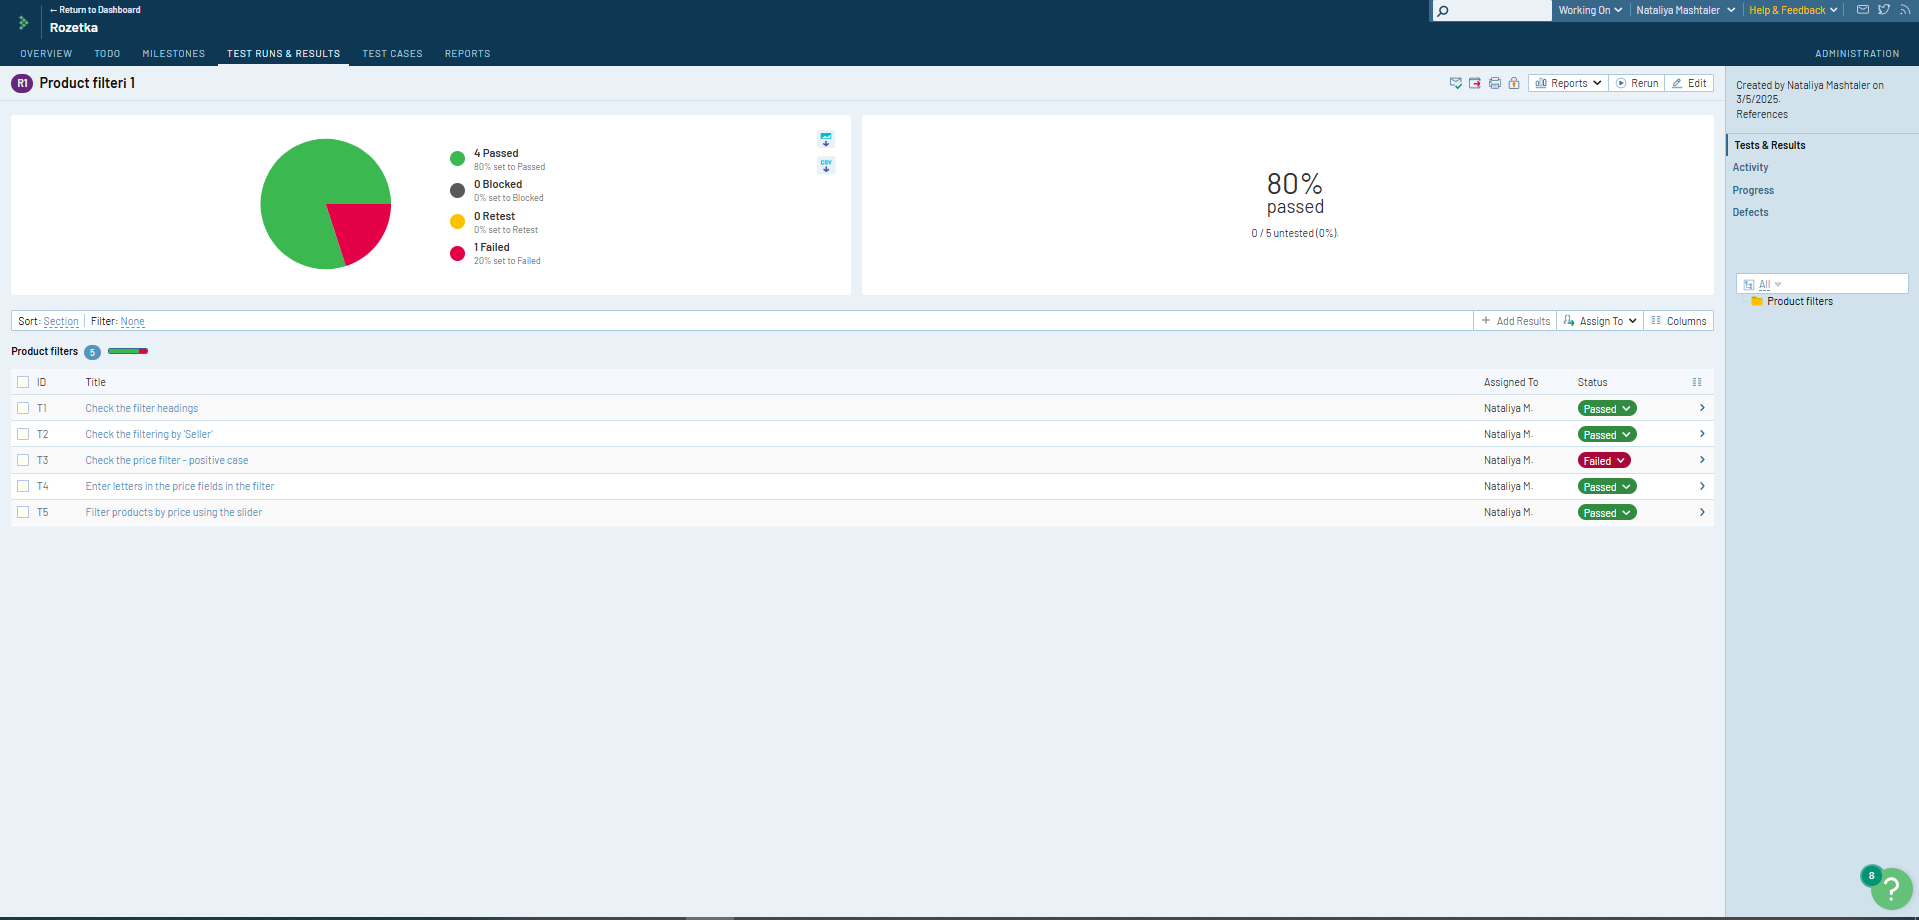 ← Return to Dashboard
Rozetka
Working On
Nataliya Mashtaler
Help & Feedback
OVERVIEW TODO MILESTONES TEST RUNS & RESULTS TEST CASES REPORTS ADMINISTRATION
R1 Product filteri 1
Reports Rerun Edit
4 Passed
80% set to Passed
0 Blocked
0% set to Blocked
0 Retest
0% set to Retest
1 Failed
20% set to Failed
CSV
80%
passed
0 / 5 untested (0%).
Sort: Section Filter: None
Add Results Assign To Columns
Product filters 5
ID Title Assigned To Status
T1 Check the filter headings Nataliya M. Passed
T2 Check the filtering by 'Seller' Nataliya M. Passed
T3 Check the price filter - positive case Nataliya M. Failed
T4 Enter letters in the price fields in the filter Nataliya M. Passed
T5 Filter products by price using the slider Nataliya M. Passed
Created by Nataliya Mashtaler on
3/5/2025.
References
Tests & Results
Activity
Progress
Defects
All
Product filters
8
?